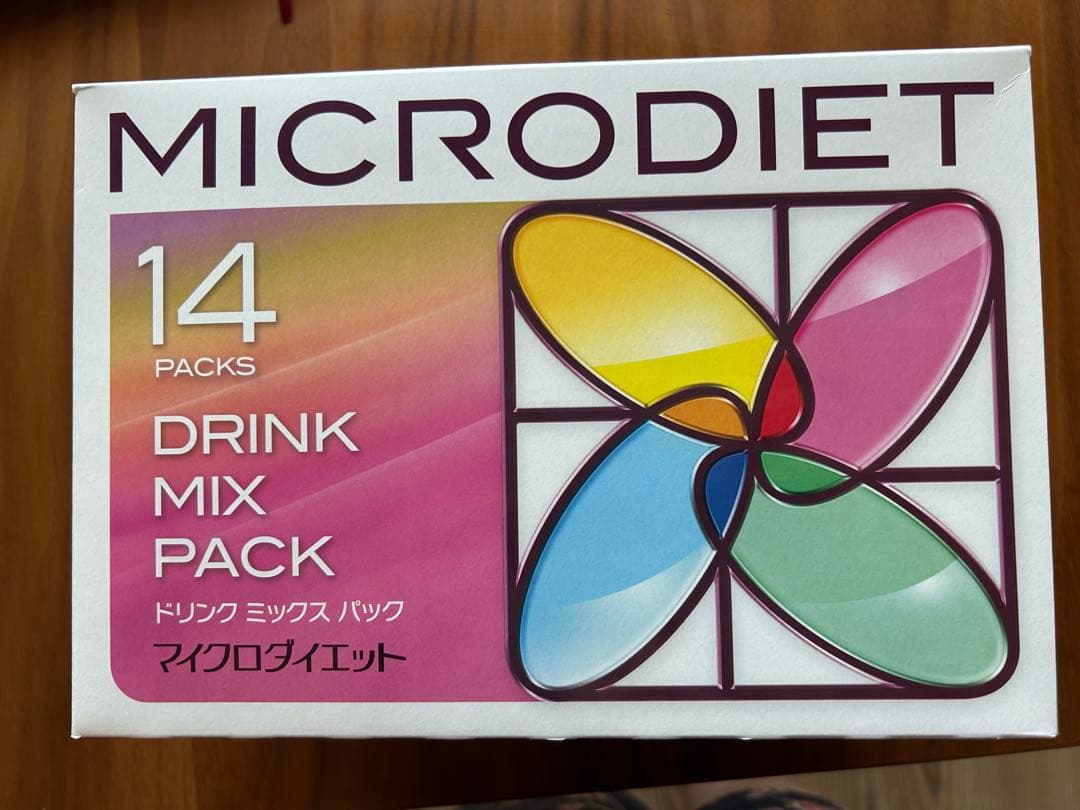 MICRODIET
14
PACKS
DRINK
MIX
PACK
ドリンク ミックス パック
マイクロダイエット